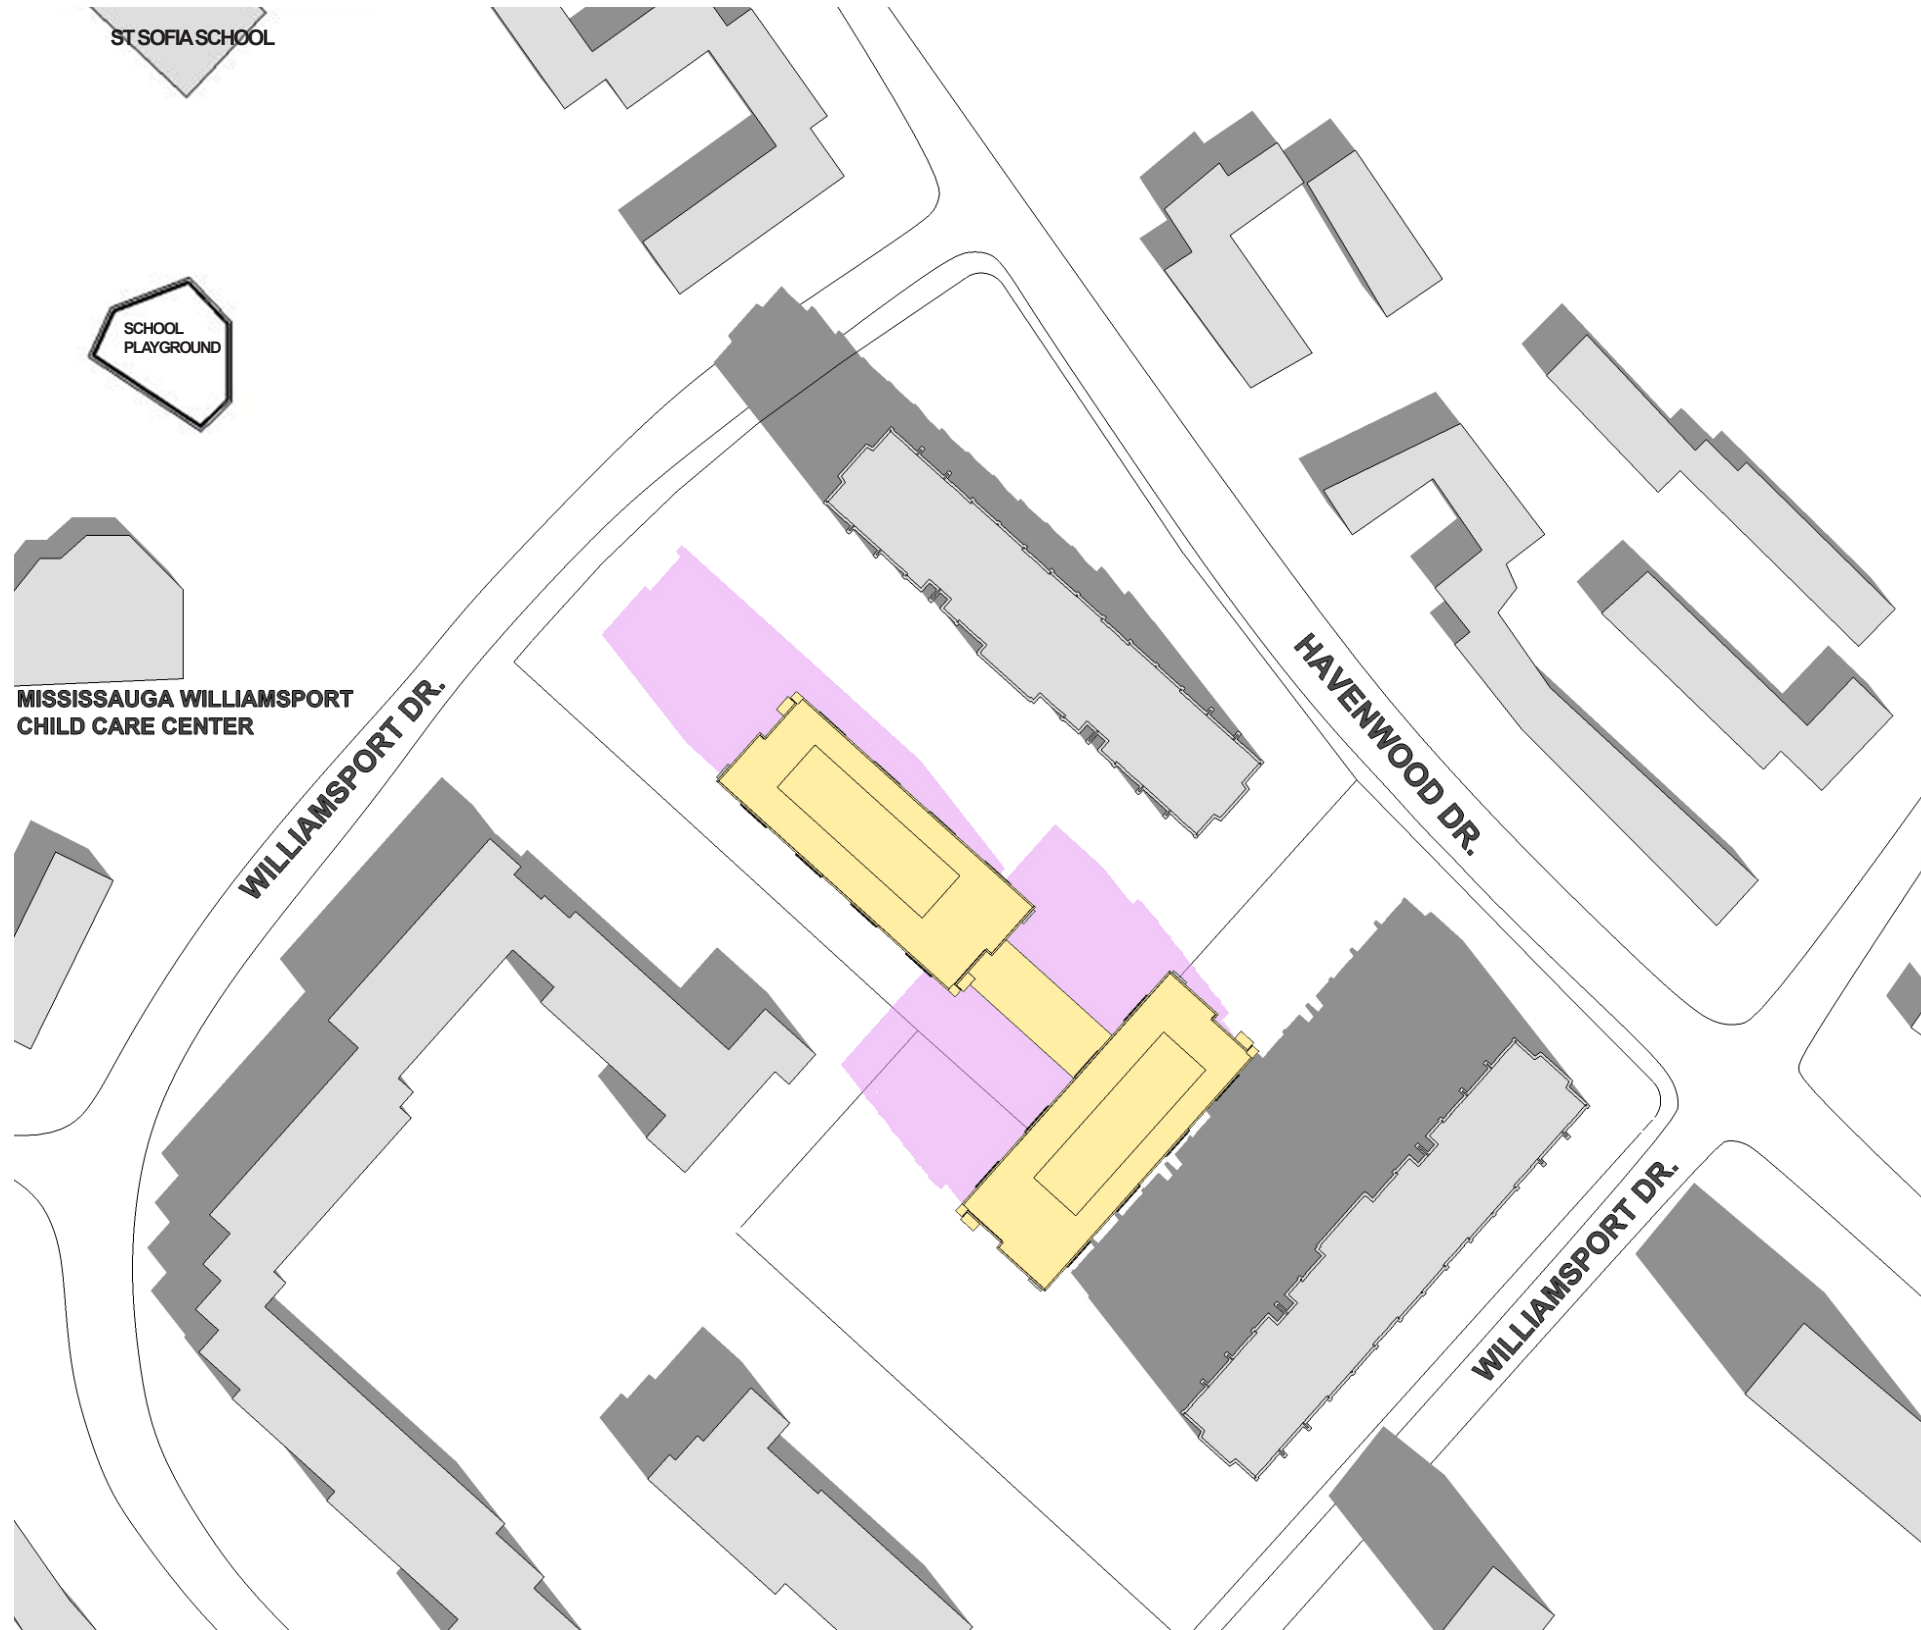 ST SOFIA SCHOOL
SCHOOL
PLAYGROUND
MISSISSAUGA WILLIAMSPORT
CHILD CARE CENTER
WILLIAMSPORT DR.
HAVENWOOD DR.
WILLIAMSPORT DR.